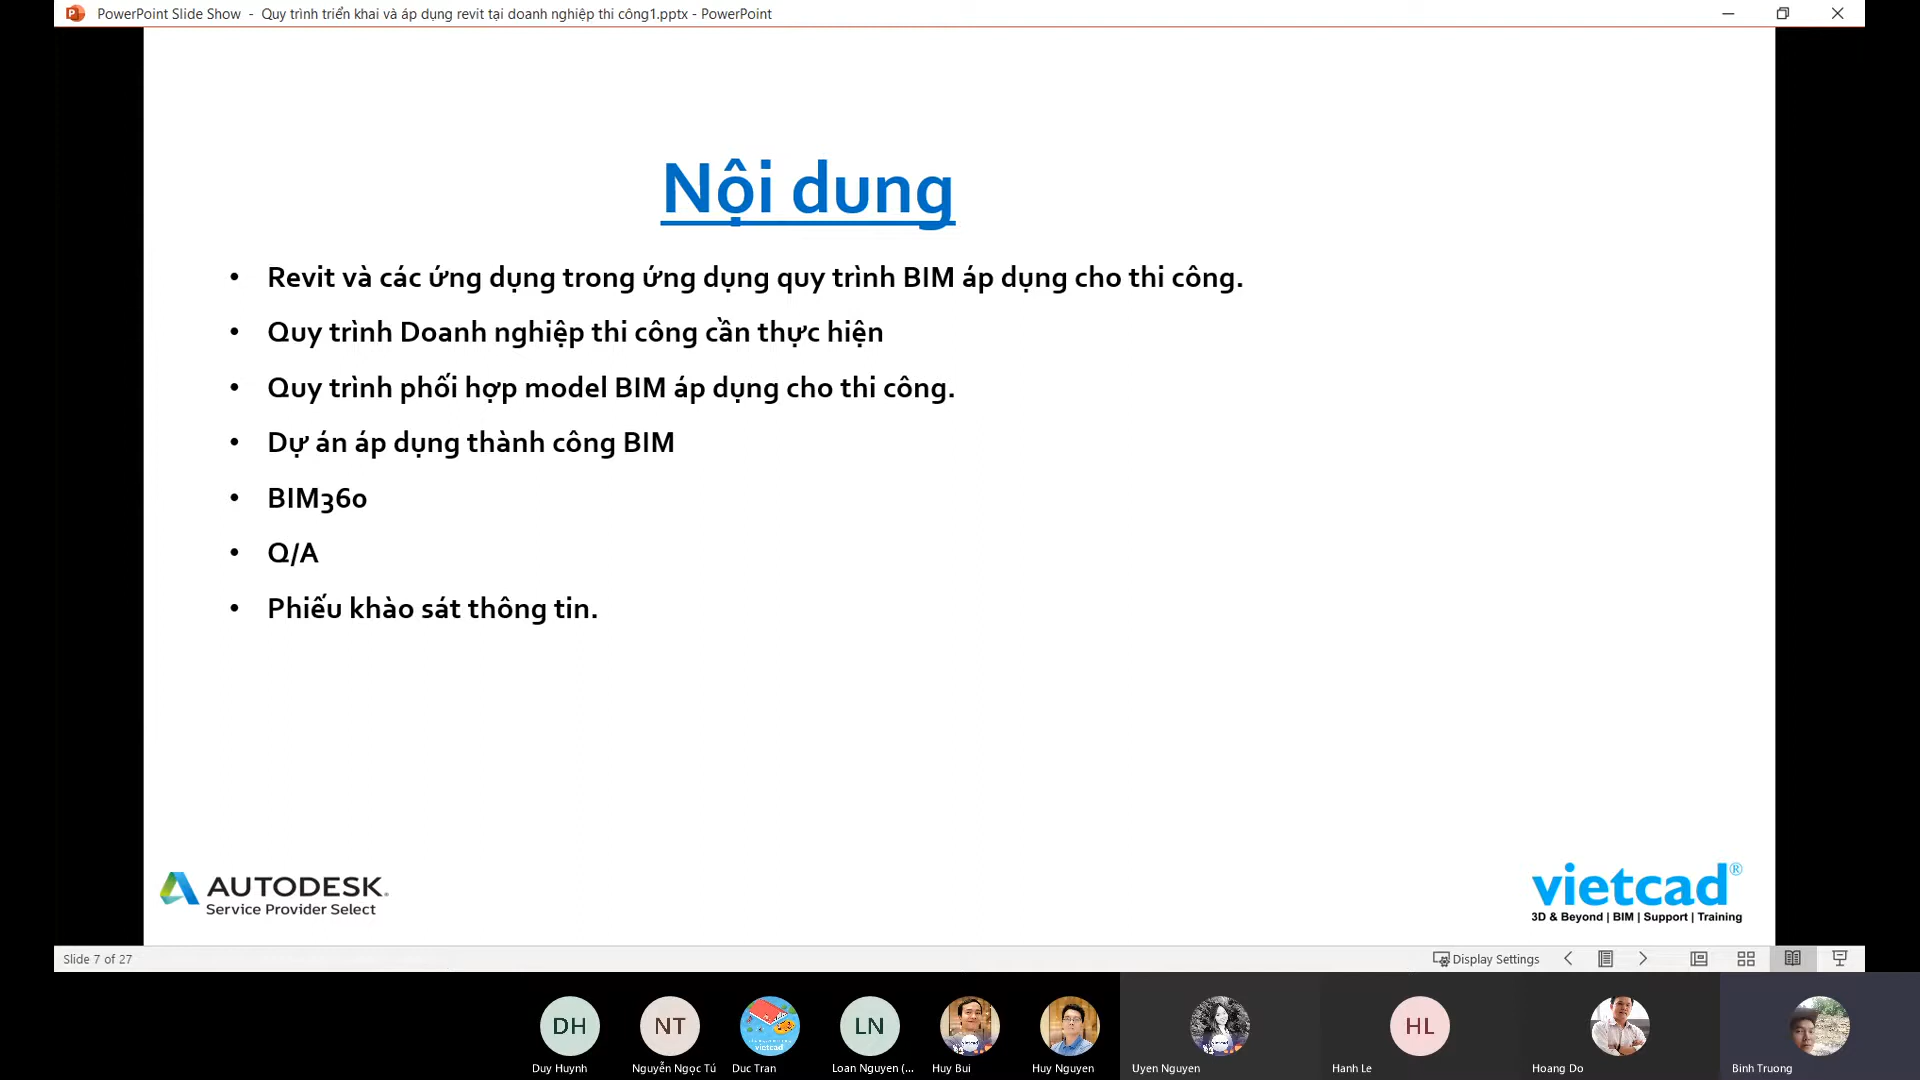 PowerPoint Slide Show - Quy trình triển khai và áp dụng revit tại doanh nghiệp thi công1.pptx - PowerPoint
Nội dung
• Revit và các ứng dụng trong ứng dụng quy trình BIM áp dụng cho thi công.
• Quy trình Doanh nghiệp thi công cần thực hiện
• Quy trình phối hợp model BIM áp dụng cho thi công.
• Dự án áp dụng thành công BIM
• BIM360
• Q/A
• Phiếu khảo sát thông tin.
AUTODESK.
Service Provider Select
vietcad®
3D & Beyond | BIM | Support | Training
Slide 7 of 27
Display Settings
DH NT LN HL
vietcad
Duy Huynh Nguyễn Ngọc Tú Duc Tran Loan Nguyen (... Huy Bui Huy Nguyen Uyen Nguyen Hanh Le Hoang Do Binh Truong